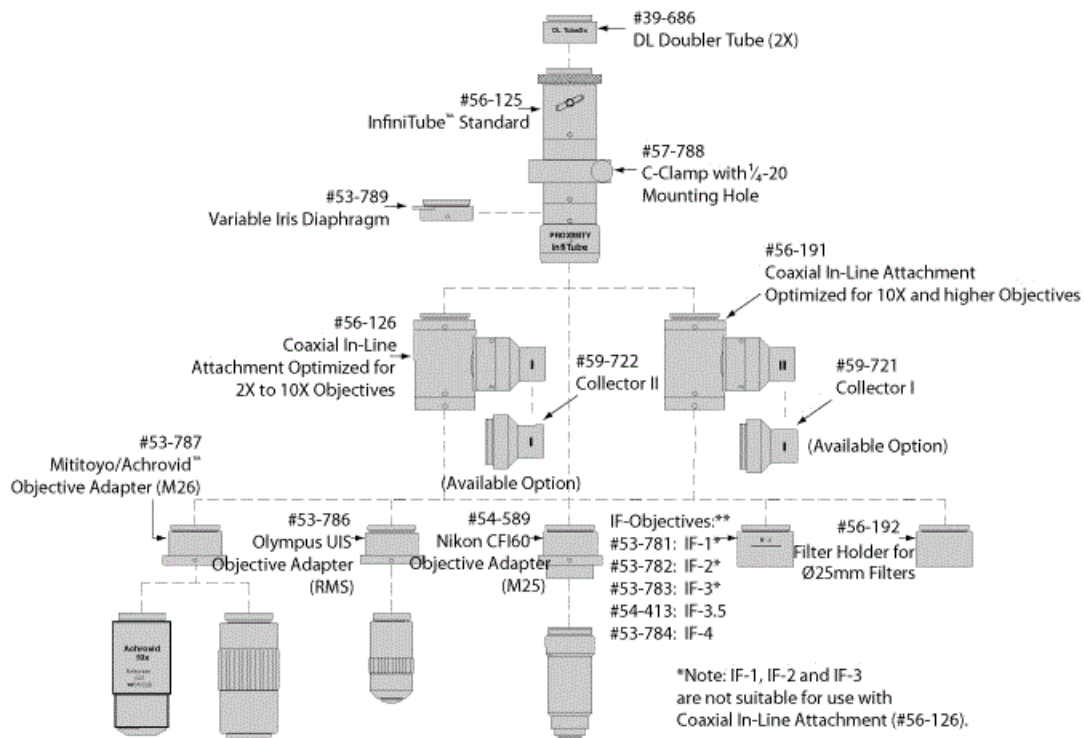 #39-686
DL Doubler Tube (2X)
DL Tube
#56-125
InfiniTube™ Standard
#57-788
C-Clamp with ¼-20
Mounting Hole
#53-789
Variable Iris Diaphragm
PROXIMITY
InfiTube
#56-191
Coaxial In-Line Attachment
Optimized for 10X and higher Objectives
#56-126
Coaxial In-Line
Attachment Optimized for
2X to 10X Objectives
I
#59-722
Collector II
II
#59-721
Collector I
II
I
(Available Option)
(Available Option)
#53-787
Mititoyo/Achrovid™
Objective Adapter (M26)
#53-786
Olympus UIS
Objective Adapter
(RMS)
#54-589
Nikon CFI60
Objective Adapter
(M25)
IF-Objectives:**
#53-781: IF-1*
#53-782: IF-2*
#53-783: IF-3*
#54-413: IF-3.5
#53-784: IF-4
#56-192
Filter Holder for
Ø25mm Filters
Achrovid
10x
*Note: IF-1, IF-2 and IF-3
are not suitable for use with
Coaxial In-Line Attachment (#56-126).